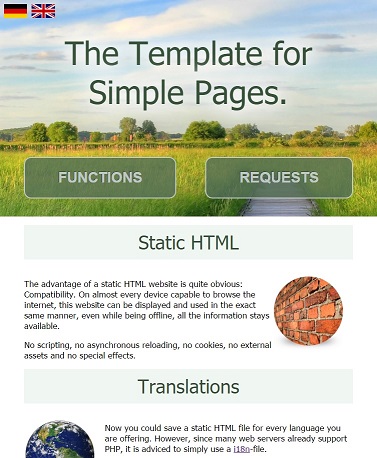 The Template for
Simple Pages.
FUNCTIONS
REQUESTS
Static HTML
The advantage of a static HTML website is quite obvious:
Compatibility. On almost every device capable to browse the
internet, this website can be displayed and used in the exact
same manner, even while being offline, all the information stays
available.
No scripting, no asynchronous reloading, no cookies, no external
assets and no special effects.
Translations
Now you could save a static HTML file for every language you
are offering. However, since many web servers already support
PHP, it is adviced to simply use a i18n-file.